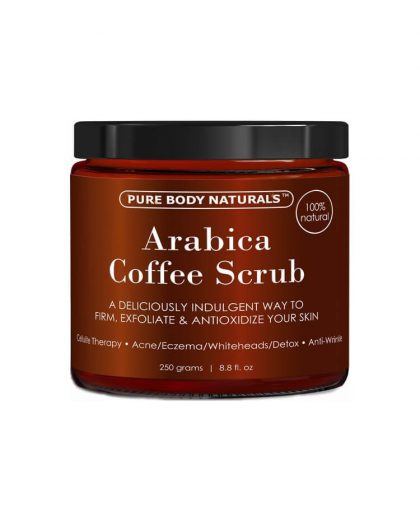 PURE BODY NATURALS™
100%
natural
Arabica
Coffee Scrub
A DELICIOUSLY INDULGENT WAY TO
FIRM, EXFOLIATE & ANTIOXIDIZE YOUR SKIN
Cellulite Therapy • Acne/Eczema/Whiteheads/Detox • Anti-Wrinkle
250 grams | 8.8 fl. oz